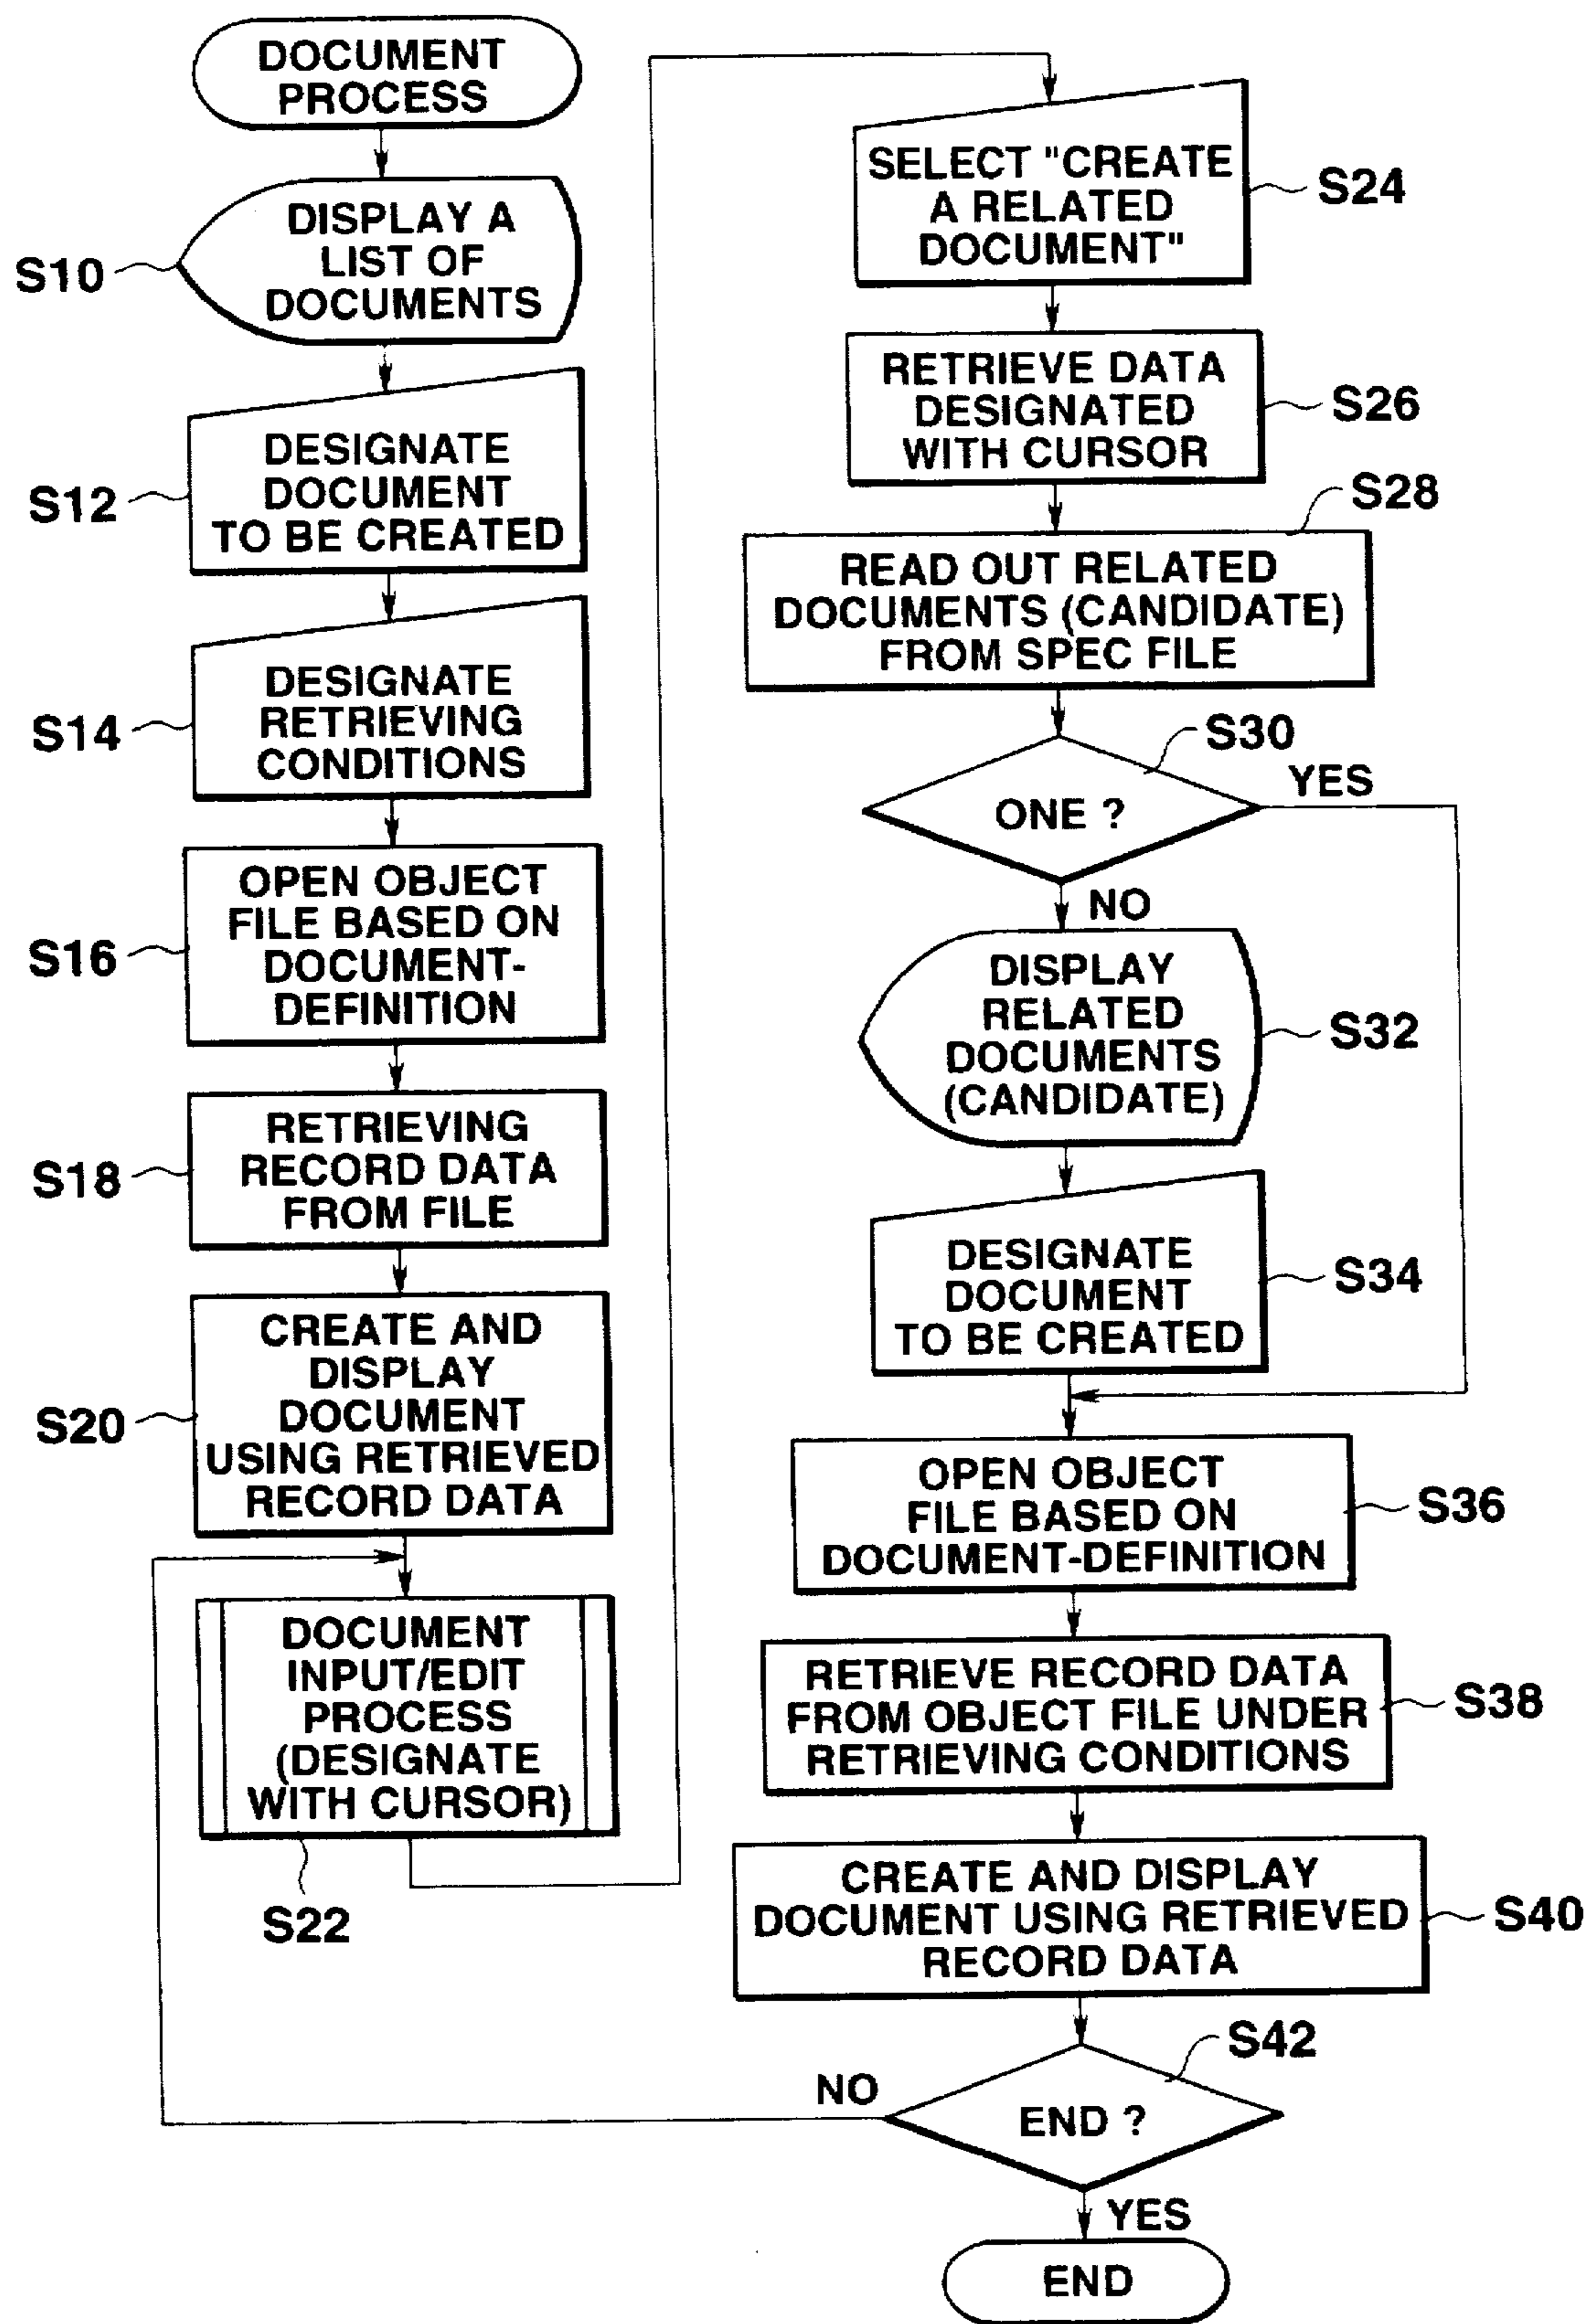 DOCUMENT
PROCESS
S10
DISPLAY A
LIST OF
DOCUMENTS
S12
DESIGNATE
DOCUMENT
TO BE CREATED
S14
DESIGNATE
RETRIEVING
CONDITIONS
S16
OPEN OBJECT
FILE BASED ON
DOCUMENT-
DEFINITION
S18
RETRIEVING
RECORD DATA
FROM FILE
S20
CREATE AND
DISPLAY
DOCUMENT
USING RETRIEVED
RECORD DATA
DOCUMENT
INPUT/EDIT
PROCESS
(DESIGNATE
WITH CURSOR)
S22
SELECT "CREATE
A RELATED
DOCUMENT"
S24
RETRIEVE DATA
DESIGNATED
WITH CURSOR
S26
S28
READ OUT RELATED
DOCUMENTS (CANDIDATE)
FROM SPEC FILE
S30
YES
ONE ?
NO
DISPLAY
RELATED
DOCUMENTS
(CANDIDATE)
S32
DESIGNATE
DOCUMENT
TO BE CREATED
S34
OPEN OBJECT
FILE BASED ON
DOCUMENT-DEFINITION
S36
RETRIEVE RECORD DATA
FROM OBJECT FILE UNDER
RETRIEVING CONDITIONS
S38
CREATE AND DISPLAY
DOCUMENT USING RETRIEVED
RECORD DATA
S40
S42
NO
END ?
YES
END